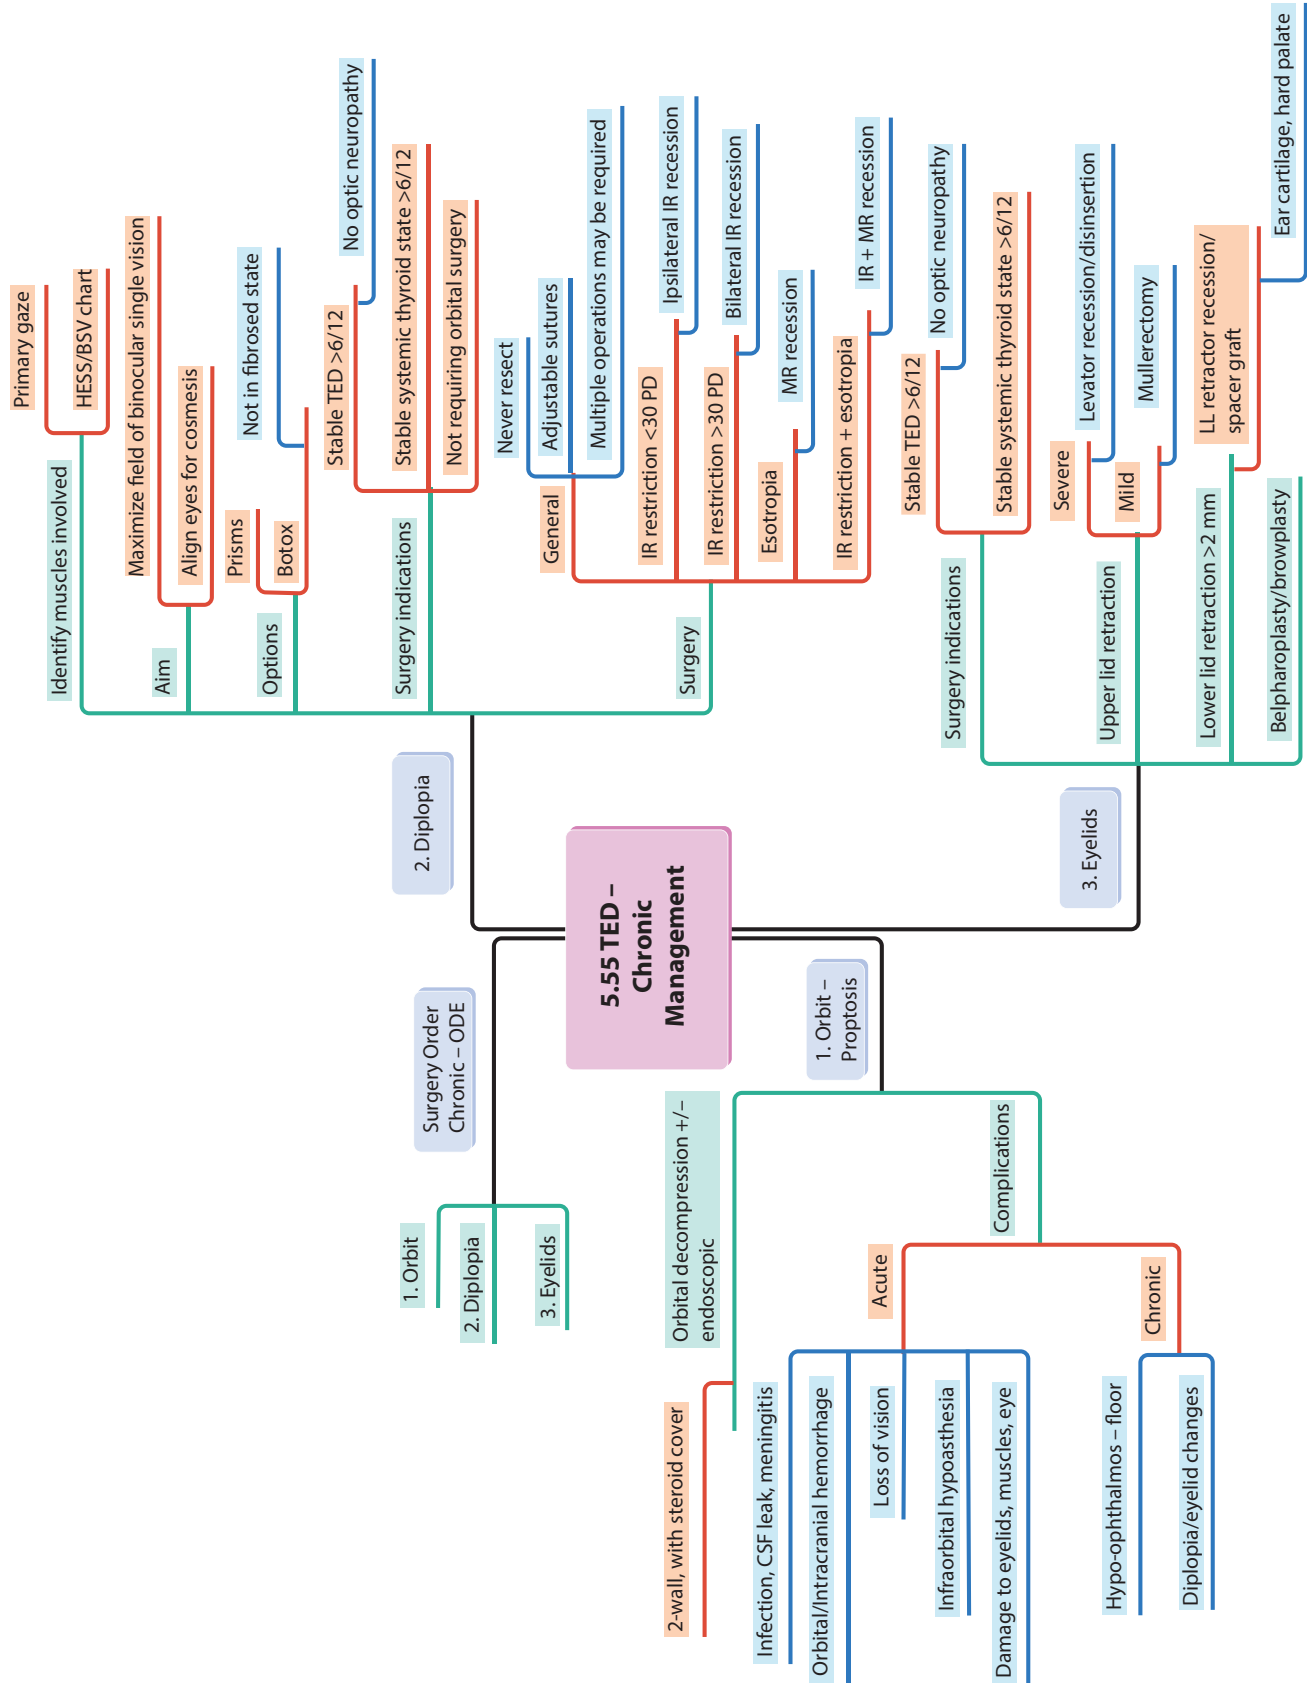 5.55 TED –
Chronic
Management
Surgery Order
Chronic – ODE
1. Orbit
2. Diplopia
3. Eyelids
1. Orbit –
Proptosis
Orbital decompression +/–
endoscopic
2-wall, with steroid cover
Complications
Acute
Infection, CSF leak, meningitis
Orbital/Intracranial hemorrhage
Loss of vision
Infraorbital hypoasthesia
Damage to eyelids, muscles, eye
Chronic
Hypo-ophthalmos – floor
Diplopia/eyelid changes
2. Diplopia
Identify muscles involved
Primary gaze
HESS/BSV chart
Aim
Maximize field of binocular single vision
Align eyes for cosmesis
Options
Prisms
Botox
Not in fibrosed state
Surgery indications
Stable TED >6/12
No optic neuropathy
Stable systemic thyroid state >6/12
Not requiring orbital surgery
Surgery
General
Never resect
Adjustable sutures
Multiple operations may be required
IR restriction <30 PD
Ipsilateral IR recession
IR restriction >30 PD
Bilateral IR recession
Esotropia
MR recession
IR restriction + esotropia
IR + MR recession
3. Eyelids
Surgery indications
Stable TED >6/12
No optic neuropathy
Stable systemic thyroid state >6/12
Upper lid retraction
Severe
Levator recession/disinsertion
Mild
Mullerectomy
Lower lid retraction >2 mm
LL retractor recession/
spacer graft
Ear cartilage, hard palate
Belpharoplasty/browplasty